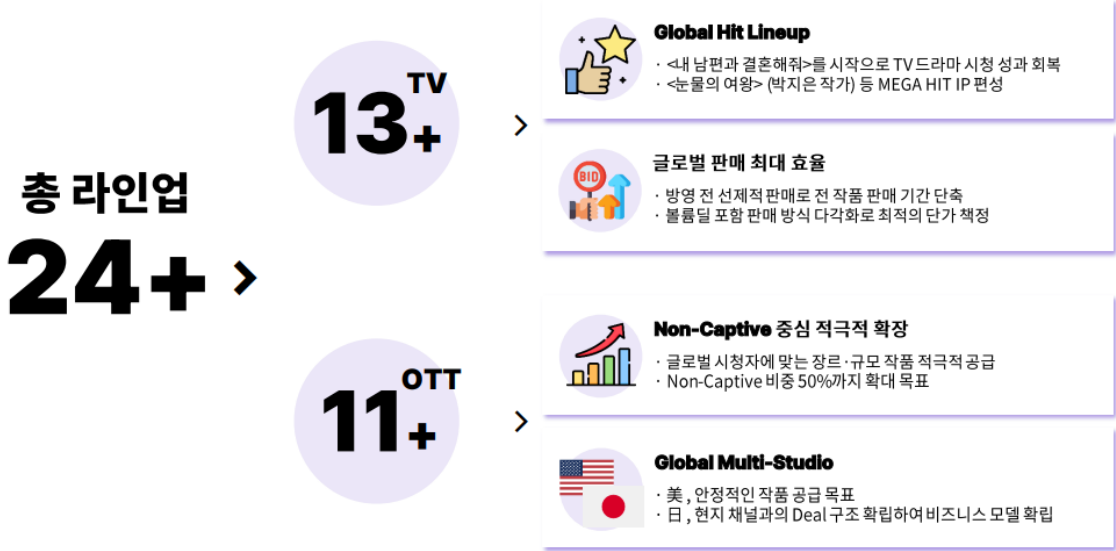 총 라인업
24+
TV
13+
Global Hit Lineup
· <내 남편과 결혼해줘>를 시작으로 TV 드라마 시청 성과 회복
· <눈물의 여왕> (박지은 작가) 등 MEGA HIT IP 편성
BID
글로벌 판매 최대 효율
· 방영 전 선제적 판매로 전 작품 판매 기간 단축
· 볼륨딜 포함 판매 방식 다각화로 최적의 단가 책정
OTT
11+
Non-Captive 중심 적극적 확장
· 글로벌 시청자에 맞는 장르·규모 작품 적극적 공급
· Non-Captive 비중 50%까지 확대 목표
Global Multi-Studio
· 美 , 안정적인 작품 공급 목표
· 日 , 현지 채널과의 Deal 구조 확립하여 비즈니스 모델 확립